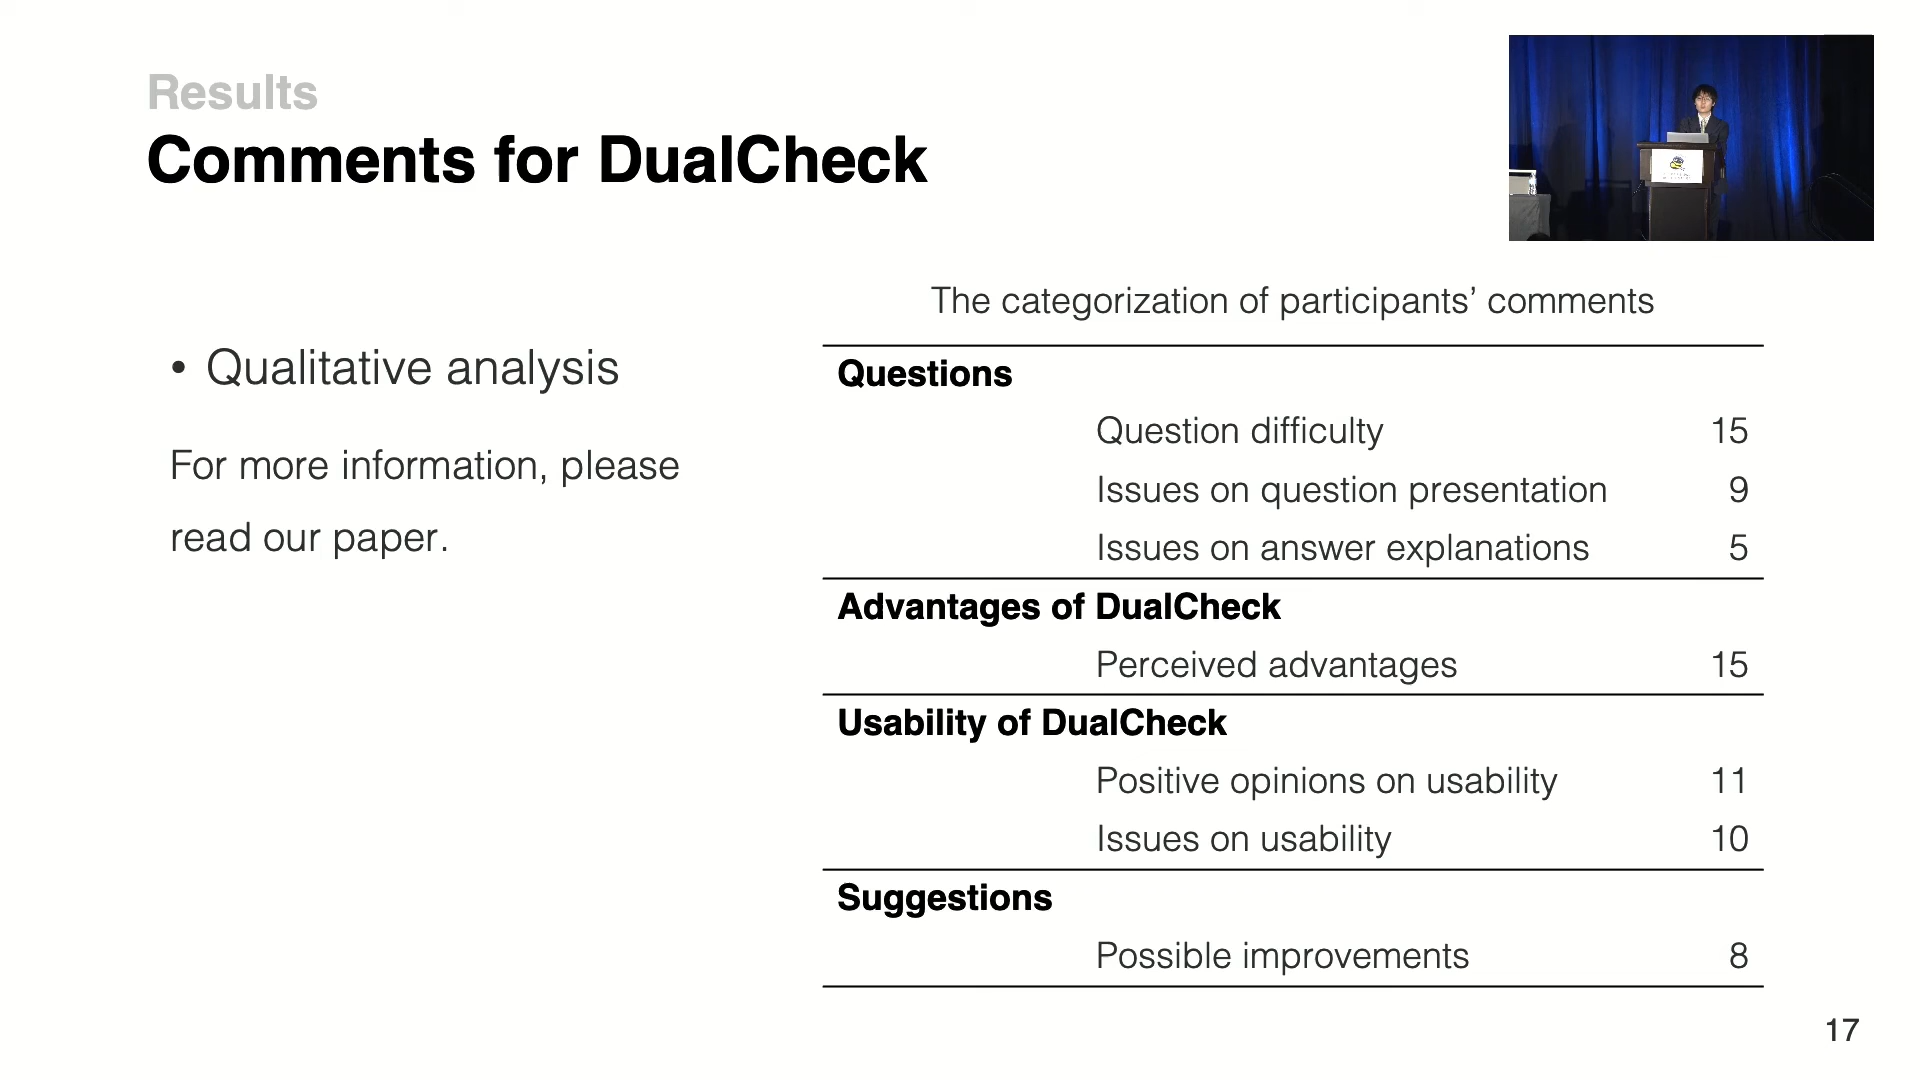 Results
Comments for DualCheck
• Qualitative analysis
For more information, please
read our paper.
The categorization of participants’ comments
Questions
Question difficulty 15
Issues on question presentation 9
Issues on answer explanations 5
Advantages of DualCheck
Perceived advantages 15
Usability of DualCheck
Positive opinions on usability 11
Issues on usability 10
Suggestions
Possible improvements 8
17